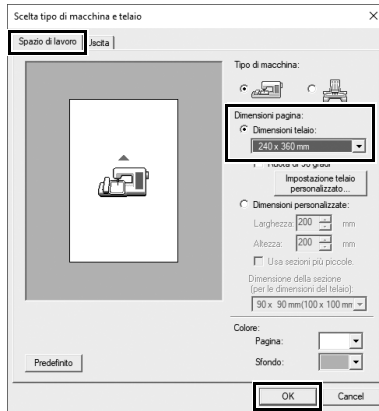 Scelta tipo di macchina e telaio
Spazio di lavoro
Uscita
Tipo di macchina:
Dimensioni pagina:
Dimensioni telaio:
240 x 360 mm
Ruota di 90 gradi
Impostazione telaio
personalizzato...
Dimensioni personalizzate:
Larghezza: 200 mm
Altezza: 200 mm
Usa sezioni più piccole.
Dimensione della sezione
(per le dimensioni del telaio):
90 x 90 mm(100 x 100 mm
Colore:
Pagina:
Sfondo:
Predefinito
OK
Cancel